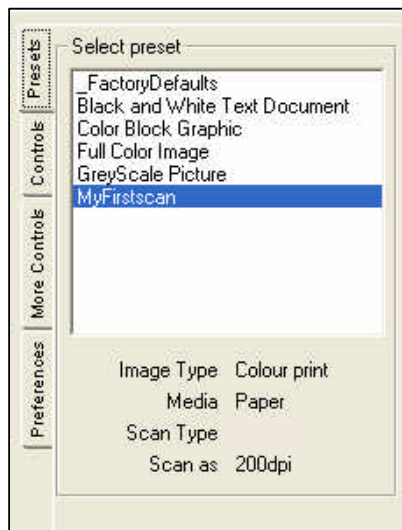 Presets
Controls
More Controls
Preferences
Select preset
_FactoryDefaults
Black and White Text Document
Color Block Graphic
Full Color Image
GreyScale Picture
MyFirstscan
Image Type Colour print
Media Paper
Scan Type
Scan as 200dpi